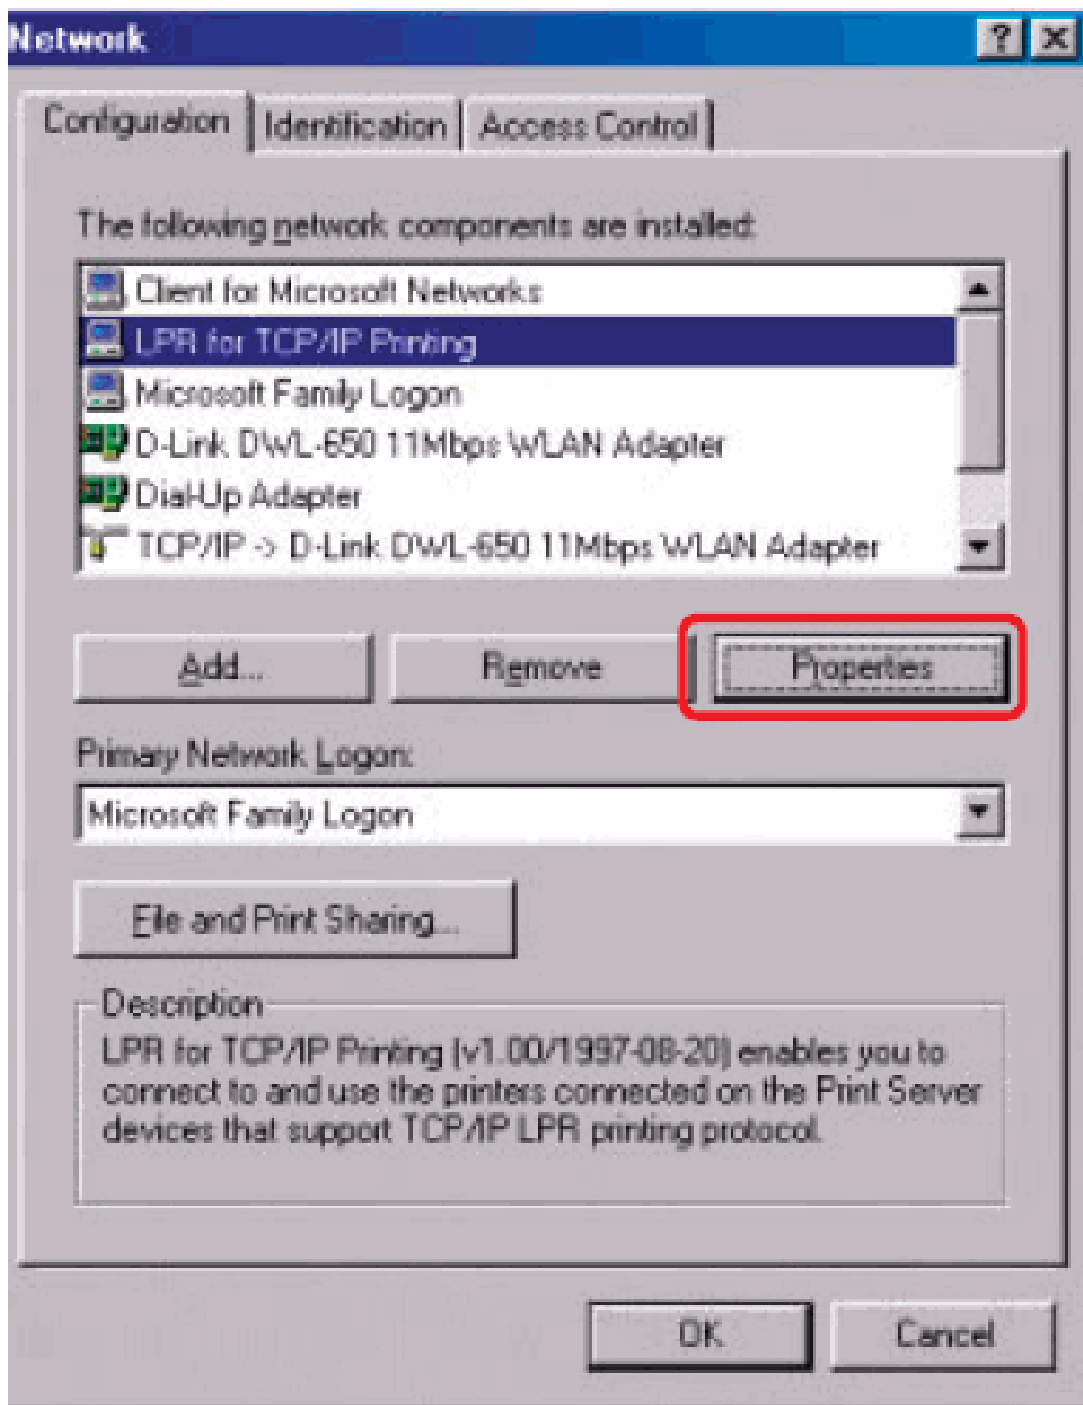 Network
?
Configuration
Identification
Access Control
The following network components are installed:
Client for Microsoft Networks
LPR for TCP/IP Printing
Microsoft Family Logon
D-Link DWL-650 11Mbps WLAN Adapter
Dial-Up Adapter
TCP/IP -> D-Link DWL-650 11Mbps WLAN Adapter
Add...
Remove
Properties
Primary Network Logon:
Microsoft Family Logon
File and Print Sharing...
Description
LPR for TCP/IP Printing (v1.00/1997-08-20) enables you to
connect to and use the printers connected on the Print Server
devices that support TCP/IP LPR printing protocol.
OK
Cancel